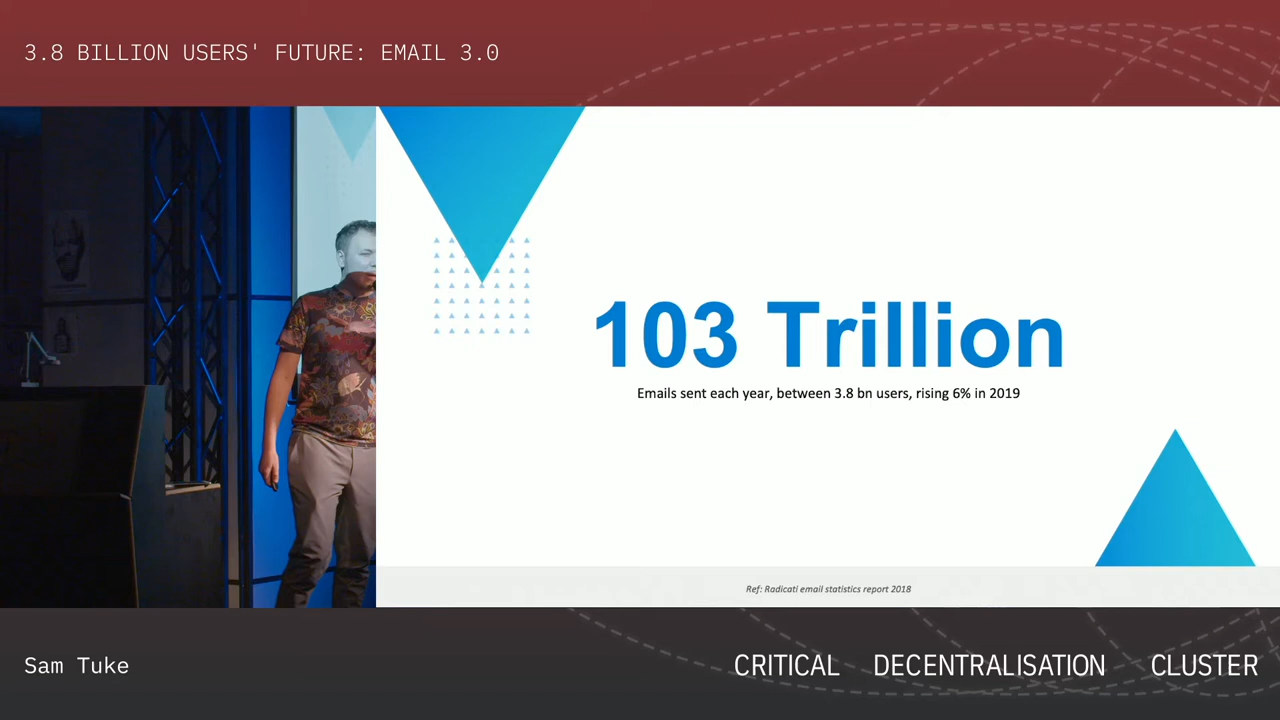 3.8 BILLION USERS' FUTURE: EMAIL 3.0
103 Trillion
Emails sent each year, between 3.8 bn users, rising 6% in 2019
Ref: Radicati email statistics report 2018
Sam Tuke
CRITICAL DECENTRALISATION CLUSTER